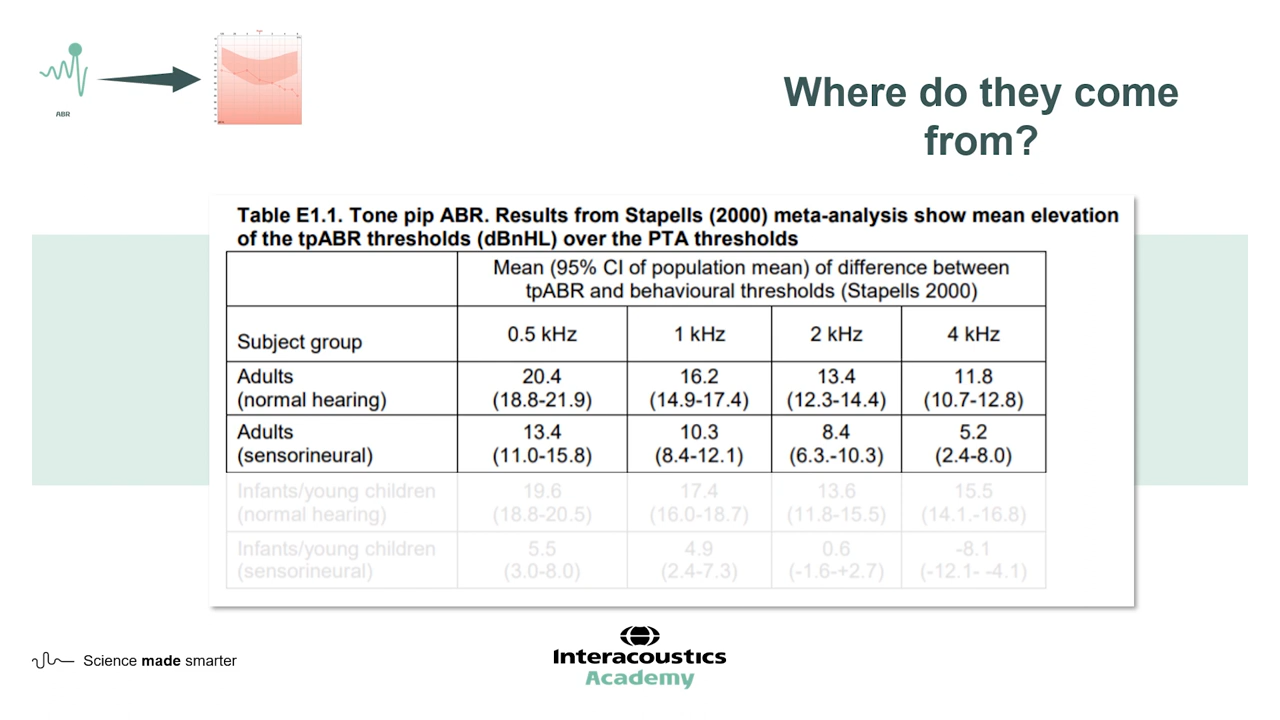 ABR
Where do they come
from?
Table E1.1. Tone pip ABR. Results from Stapells (2000) meta-analysis show mean elevation
of the tpABR thresholds (dBnHL) over the PTA thresholds
Mean (95% CI of population mean) of difference between
tpABR and behavioural thresholds (Stapells 2000)
Subject group 0.5 kHz 1 kHz 2 kHz 4 kHz
Adults 20.4 16.2 13.4 11.8
(normal hearing) (18.8-21.9) (14.9-17.4) (12.3-14.4) (10.7-12.8)
Adults 13.4 10.3 8.4 5.2
(sensorineural) (11.0-15.8) (8.4-12.1) (6.3.-10.3) (2.4-8.0)
Infants/young children 19.6 17.4 13.6 15.5
(normal hearing) (18.8-20.5) (16.0-18.7) (11.8-15.5) (14.1.-16.8)
Infants/young children 5.5 4.9 0.6 -8.1
(sensorineural) (3.0-8.0) (2.4-7.3) (-1.6-+2.7) (-12.1- -4.1)
Science made smarter
Interacoustics
Academy